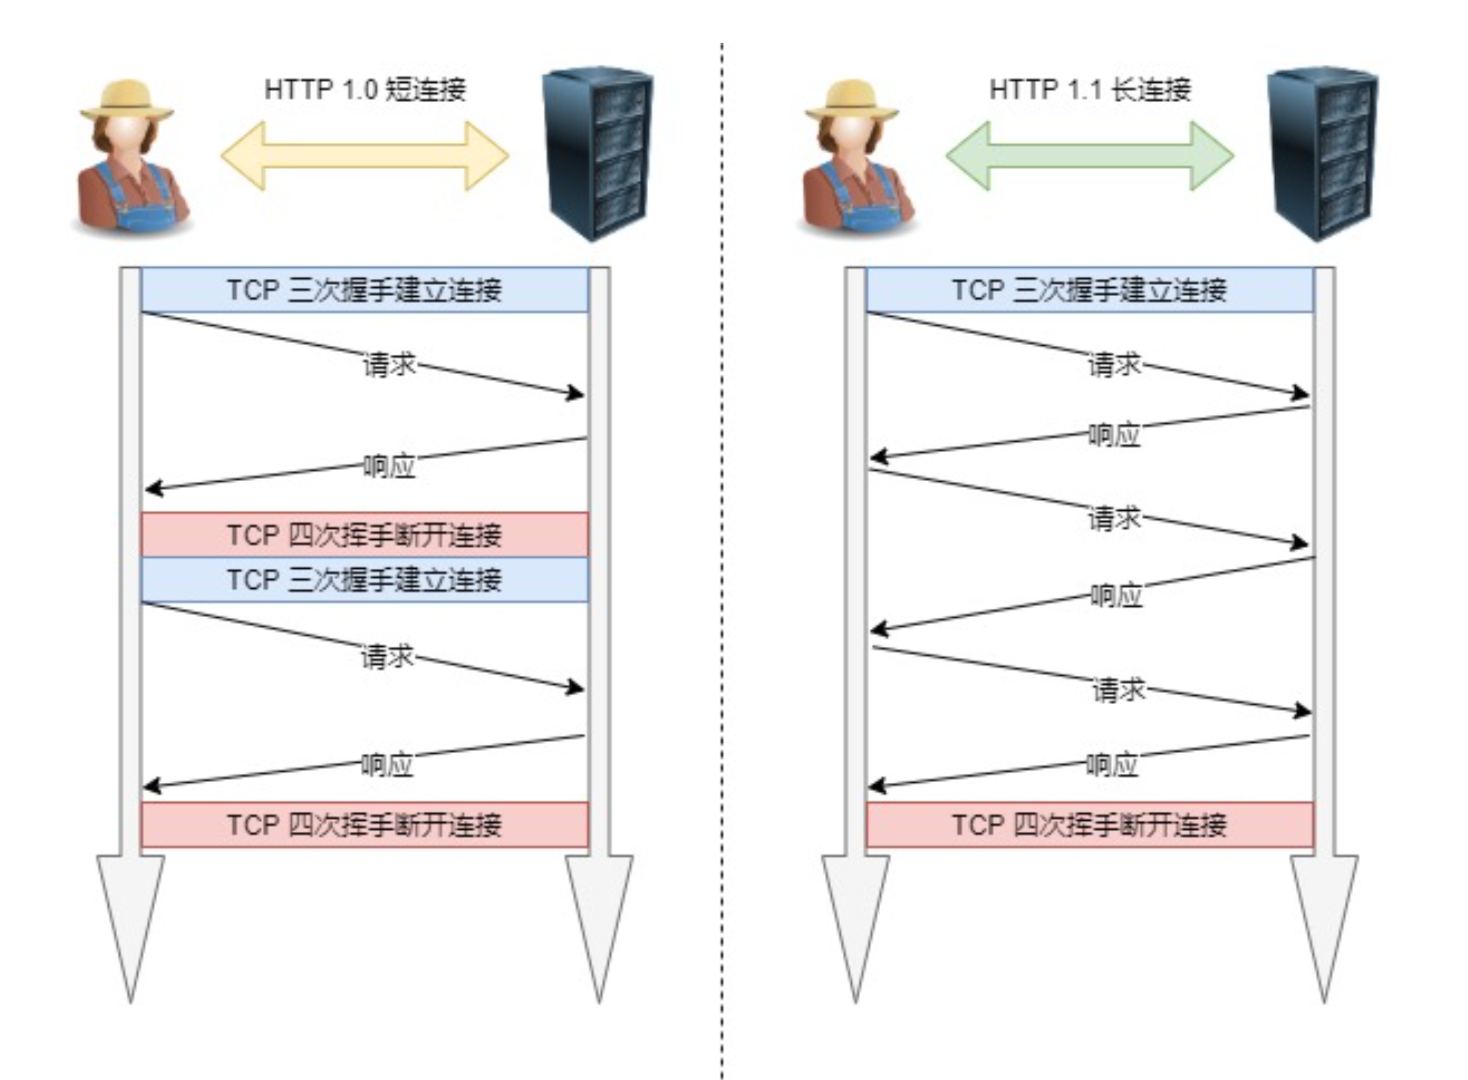 HTTP 1.0 短连接
TCP 三次握手建立连接
请求
响应
TCP 四次挥手断开连接
TCP 三次握手建立连接
请求
响应
TCP 四次挥手断开连接
HTTP 1.1 长连接
TCP 三次握手建立连接
请求
响应
请求
响应
请求
响应
TCP 四次挥手断开连接